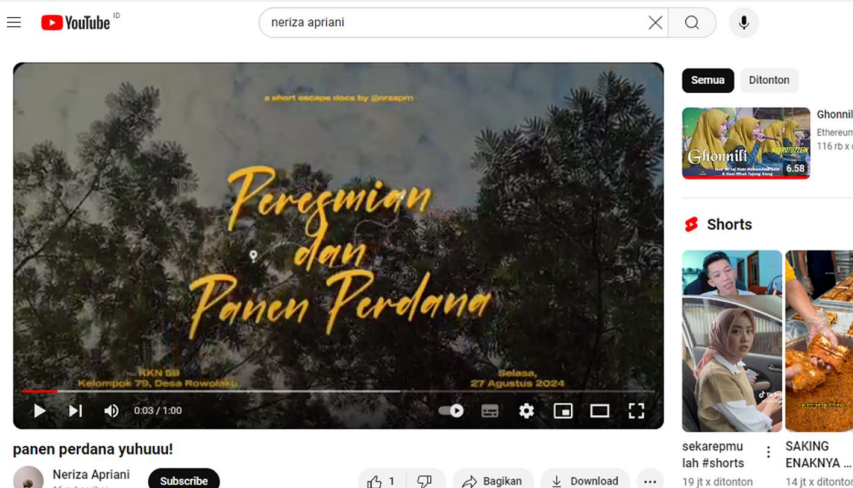 YouTube ID
neriza apriani
a short escape docs by @nrzaprn
Peresmian
dan
Panen Perdana
KKN 59
Kelompok 79, Desa Rowolaku
Selasa,
27 Agustus 2024
0:03 / 1:00
panen perdana yuhuuu!
Neriza Apriani
Subscribe
1
Bagikan
Download
Semua
Ditonton
Ghonnili
6.58
Ghonnil
Ethereum
116 rb x
Shorts
sekarepmu
lah #shorts
19 jt x ditonton
SAKING
ENAKNYA ...
14 jt x ditonton